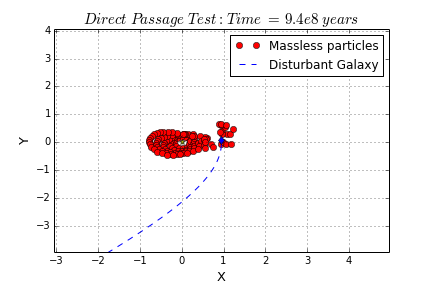 Direct Passage Test : Time = 9.4e8 years
Massless particles
Disturbant Galaxy
Y
4
3
2
1
0
−1
−2
−3
−3 −2 −1 0 1 2 3 4
X